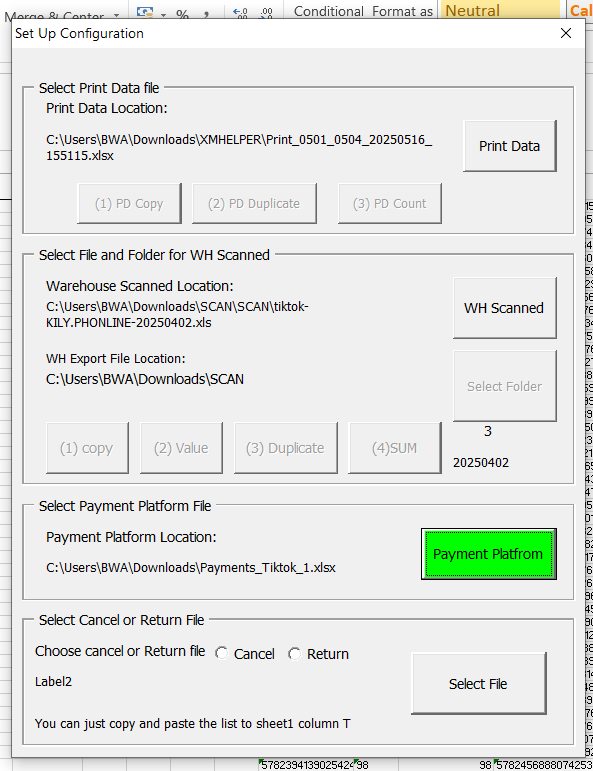 Merge & Center % , Conditional Format as Neutral Cal
Set Up Configuration
Select Print Data file
Print Data Location:
C:\Users\BWA\Downloads\XMHELPER\Print_0501_0504_20250516_
155115.xlsx
Print Data
(1) PD Copy (2) PD Duplicate (3) PD Count
Select File and Folder for WH Scanned
Warehouse Scanned Location:
C:\Users\BWA\Downloads\SCAN\SCAN\tiktok-
KILY.PHONLINE-20250402.xls
WH Scanned
WH Export File Location:
C:\Users\BWA\Downloads\SCAN
Select Folder
(1) copy (2) Value (3) Duplicate (4)SUM
3
20250402
Select Payment Platform File
Payment Platform Location:
C:\Users\BWA\Downloads\Payments_Tiktok_1.xlsx
Payment Platfrom
Select Cancel or Return File
Choose cancel or Return file Cancel Return
Label2
Select File
You can just copy and paste the list to sheet1 column T
98 5782456888074253